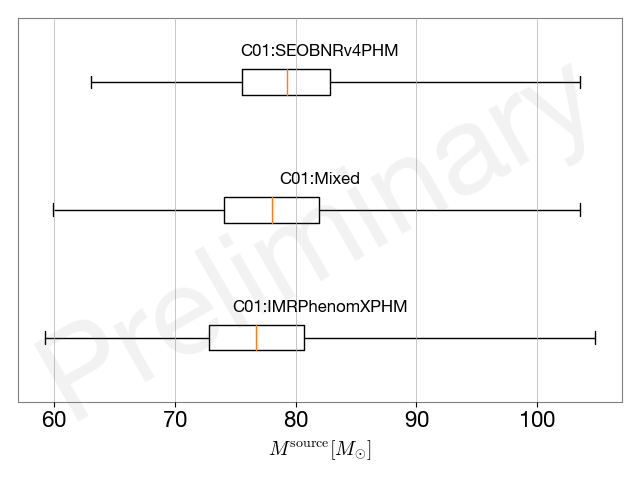 C01:SEOBNRv4PHM
C01:Mixed
C01:IMRPhenomXPHM
Preliminary
60 70 80 90 100
M^source [M_⊙]